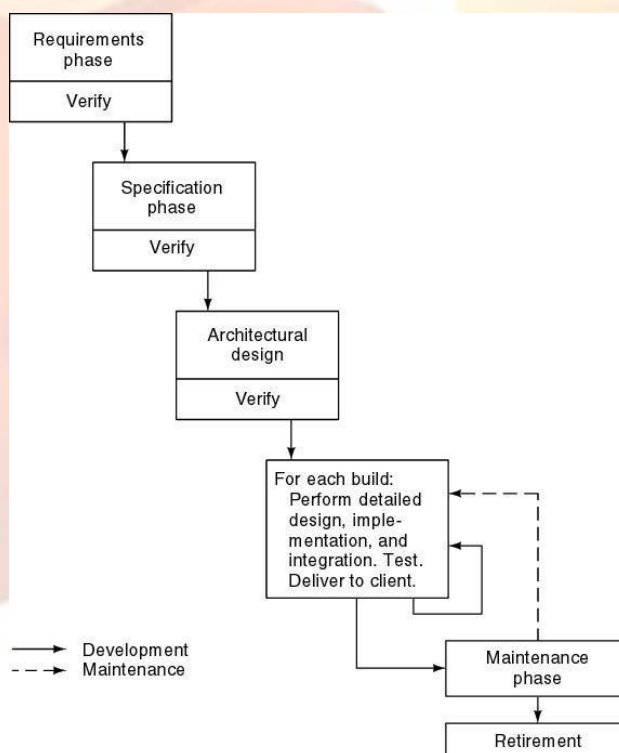 Requirements
phase
Verify
Specification
phase
Verify
Architectural
design
Verify
For each build:
Perform detailed
design, imple-
mentation, and
integration. Test.
Deliver to client.
Development
Maintenance
Maintenance
phase
Retirement